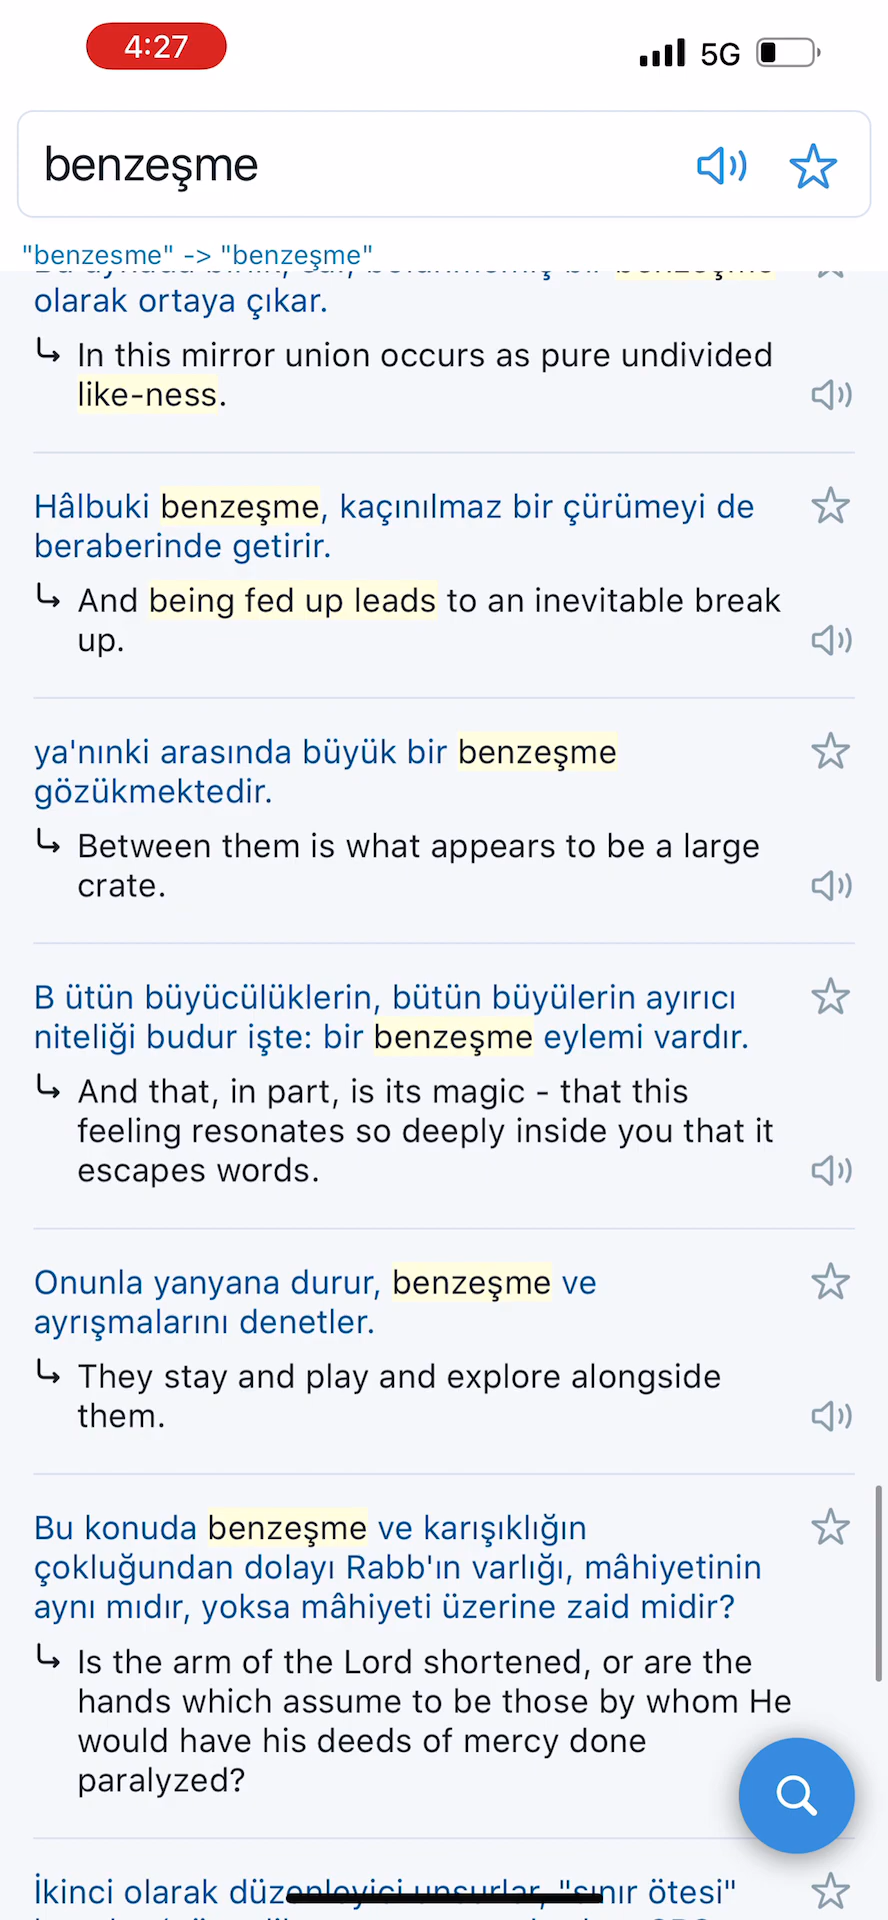 4:27
5G
benzeşme
"benzesme" -> "benzeşme"
olarak ortaya çıkar.
In this mirror union occurs as pure undivided
like-ness.
Hâlbuki benzeşme, kaçınılmaz bir çürümeyi de
beraberinde getirir.
And being fed up leads to an inevitable break
up.
ya'nınki arasında büyük bir benzeşme
gözükmektedir.
Between them is what appears to be a large
crate.
B ütün büyücülüklerin, bütün büyülerin ayırıcı
niteliği budur işte: bir benzeşme eylemi vardır.
And that, in part, is its magic - that this
feeling resonates so deeply inside you that it
escapes words.
Onunla yanyana durur, benzeşme ve
ayrışmalarını denetler.
They stay and play and explore alongside
them.
Bu konuda benzeşme ve karışıklığın
çokluğundan dolayı Rabb'ın varlığı, mâhiyetinin
aynı mıdır, yoksa mâhiyeti üzerine zaid midir?
Is the arm of the Lord shortened, or are the
hands which assume to be those by whom He
would have his deeds of mercy done
paralyzed?
İkinci olarak düzenleyici unsurlar, "sınır ötesi"